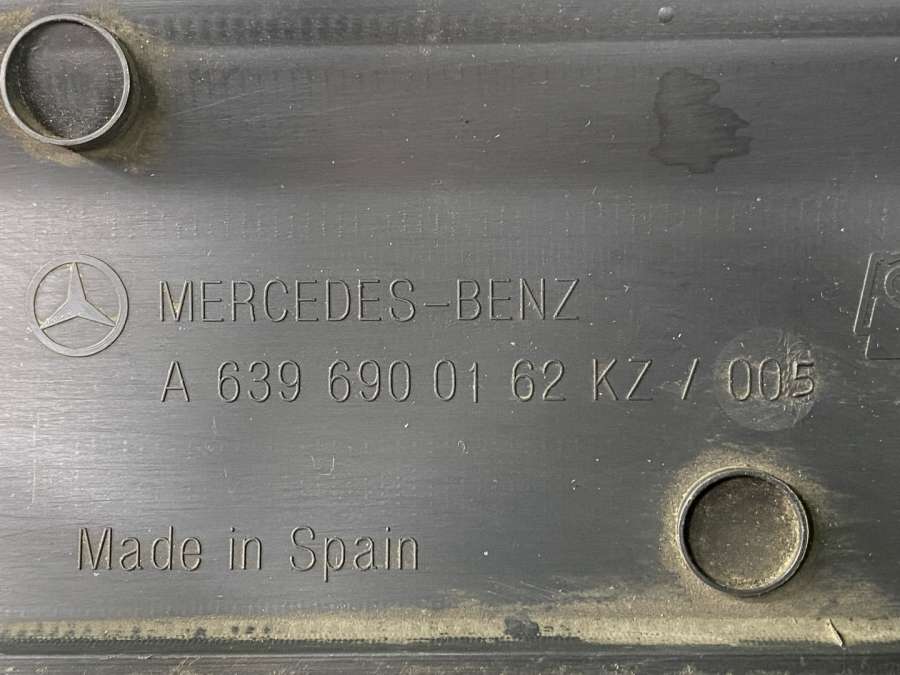 MERCEDES-BENZ
A 639 690 01 62 KZ / 005
Made in Spain